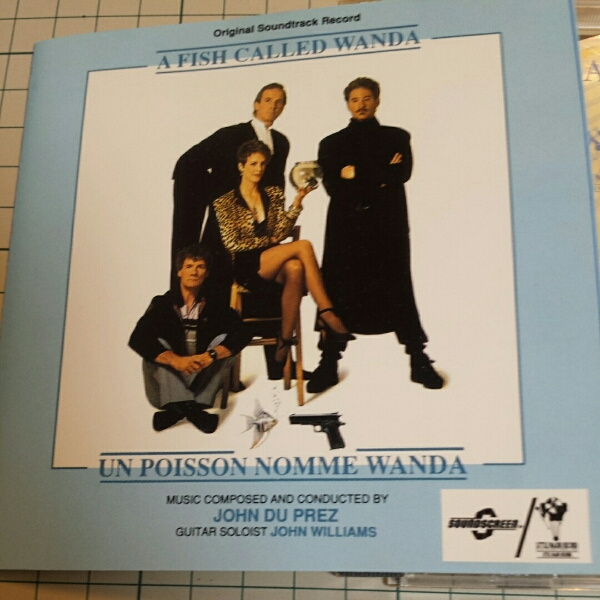 Original Soundtrack Record
A FISH CALLED WANDA
UN POISSON NOMME WANDA
MUSIC COMPOSED AND CONDUCTED BY
JOHN DU PREZ
GUITAR SOLOIST JOHN WILLIAMS
SOUNDSCREEN